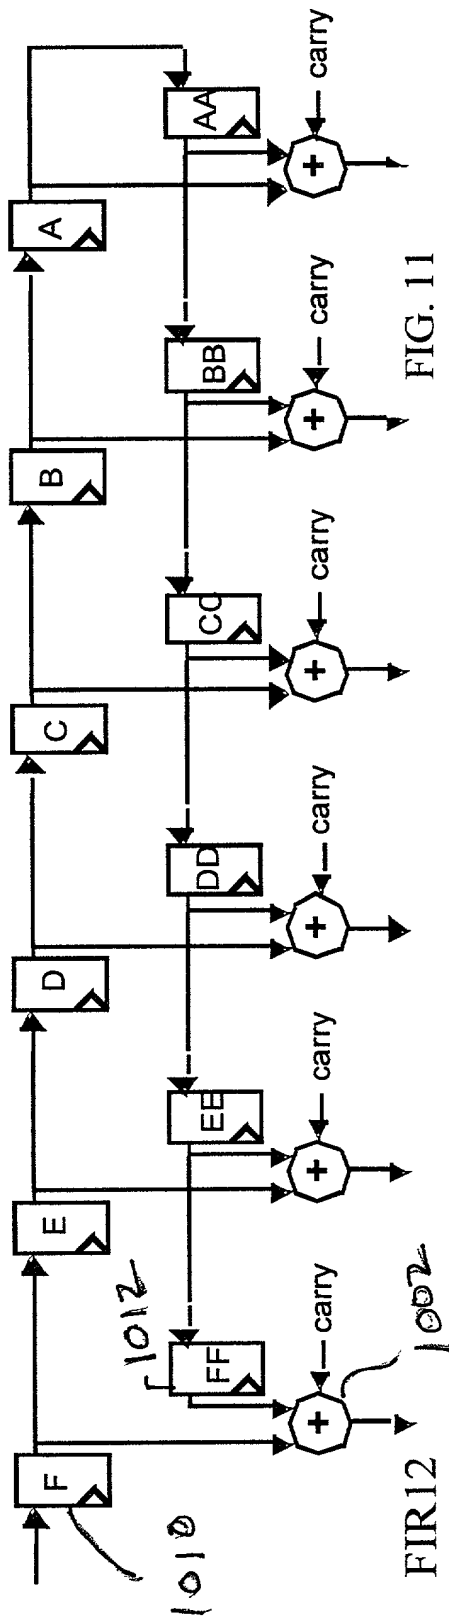 F
E
D
C
B
A
FF
EE
DD
CC
BB
AA
1010
1012
1002
carry
carry
carry
carry
carry
carry
FIR12
FIG. 11